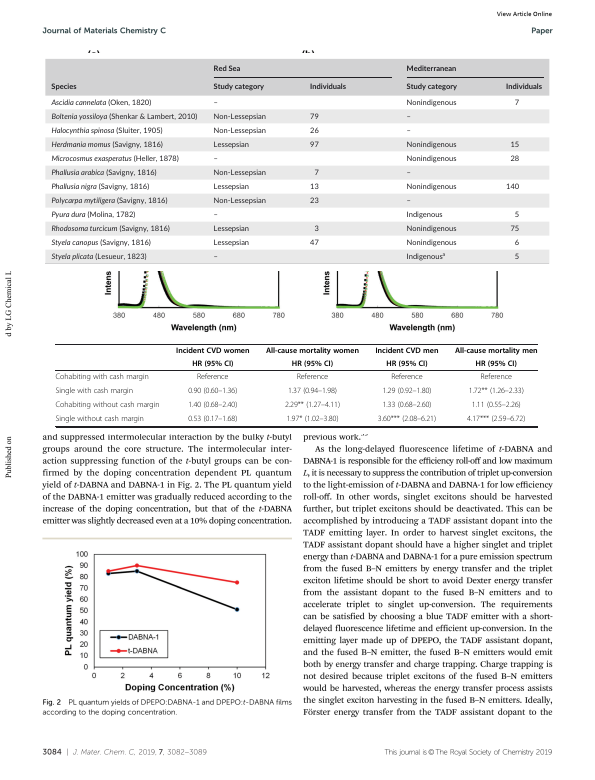 View Article Online
Journal of Materials Chemistry C
Paper
Red Sea
Mediterranean
Species
Study category
Individuals
Study category
Individuals
Ascidia cannelata (Oken, 1820) – Nonindigenous 7
Boltenia yossiloya (Shenkar & Lambert, 2010) Non-Lessepsian 79 –
Halocynthia spinosa (Sluiter, 1905) Non-Lessepsian 26 –
Herdmania momus (Savigny, 1816) Lessepsian 97 Nonindigenous 15
Microcosmus exasperatus (Heller, 1878) – Nonindigenous 28
Phallusia arabica (Savigny, 1816) Non-Lessepsian 7 –
Phallusia nigra (Savigny, 1816) Lessepsian 13 Nonindigenous 140
Polycarpa mytiligera (Savigny, 1816) Non-Lessepsian 23 –
Pyura dura (Molina, 1782) – Indigenous 5
Rhodosoma turcicum (Savigny, 1816) Lessepsian 3 Nonindigenous 75
Styela canopus (Savigny, 1816) Lessepsian 47 Nonindigenous 6
Styela plicata (Lesueur, 1823) – Indigenousª 5
Intens
380 480 580 680 780
Wavelength (nm)
Intens
380 480 580 680 780
Wavelength (nm)
Incident CVD women All-cause mortality women Incident CVD men All-cause mortality men
HR (95% CI) HR (95% CI) HR (95% CI) HR (95% CI)
Cohabiting with cash margin Reference Reference Reference Reference
Single with cash margin 0.90 (0.60–1.36) 1.37 (0.94–1.98) 1.29 (0.92–1.80) 1.72** (1.26–2.33)
Cohabiting without cash margin 1.40 (0.68–2.40) 2.29** (1.27–4.11) 1.33 (0.68–2.60) 1.11 (0.55–2.26)
Single without cash margin 0.53 (0.17–1.68) 1.97* (1.02–3.80) 3.60*** (2.08–6.21) 4.17*** (2.59–6.72)
d by LG Chemical L
Published on
and suppressed intermolecular interaction by the bulky t-butyl
groups around the core structure. The intermolecular inter-
action suppressing function of the t-butyl groups can be con-
firmed by the doping concentration dependent PL quantum
yield of t-DABNA and DABNA-1 in Fig. 2. The PL quantum yield
of the DABNA-1 emitter was gradually reduced according to the
increase of the doping concentration, but that of the t-DABNA
emitter was slightly decreased even at a 10% doping concentration.
PL quantum yield (%)
100
90
80
70
60
50
40
30
20
10
0
DABNA-1
t-DABNA
0 2 4 6 8 10 12
Doping Concentration (%)
Fig. 2 PL quantum yields of DPEPO:DABNA-1 and DPEPO:t-DABNA films
according to the doping concentration.
previous work.
As the long-delayed fluorescence lifetime of t-DABNA and
DABNA-1 is responsible for the efficiency roll-off and low maximum
L, it is necessary to suppress the contribution of triplet up-conversion
to the light-emission of t-DABNA and DABNA-1 for low efficiency
roll-off. In other words, singlet excitons should be harvested
further, but triplet excitons should be deactivated. This can be
accomplished by introducing a TADF assistant dopant into the
TADF emitting layer. In order to harvest singlet excitons, the
TADF assistant dopant should have a higher singlet and triplet
energy than t-DABNA and DABNA-1 for a pure emission spectrum
from the fused B–N emitters by energy transfer and the triplet
exciton lifetime should be short to avoid Dexter energy transfer
from the assistant dopant to the fused B–N emitters and to
accelerate triplet to singlet up-conversion. The requirements
can be satisfied by choosing a blue TADF emitter with a short-
delayed fluorescence lifetime and efficient up-conversion. In the
emitting layer made up of DPEPO, the TADF assistant dopant,
and the fused B–N emitter, the fused B–N emitters would emit
both by energy transfer and charge trapping. Charge trapping is
not desired because triplet excitons of the fused B–N emitters
would be harvested, whereas the energy transfer process assists
the singlet exciton harvesting in the fused B–N emitters. Ideally,
Förster energy transfer from the TADF assistant dopant to the
3084 | J. Mater. Chem. C, 2019, 7, 3082–3089
This journal is © The Royal Society of Chemistry 2019